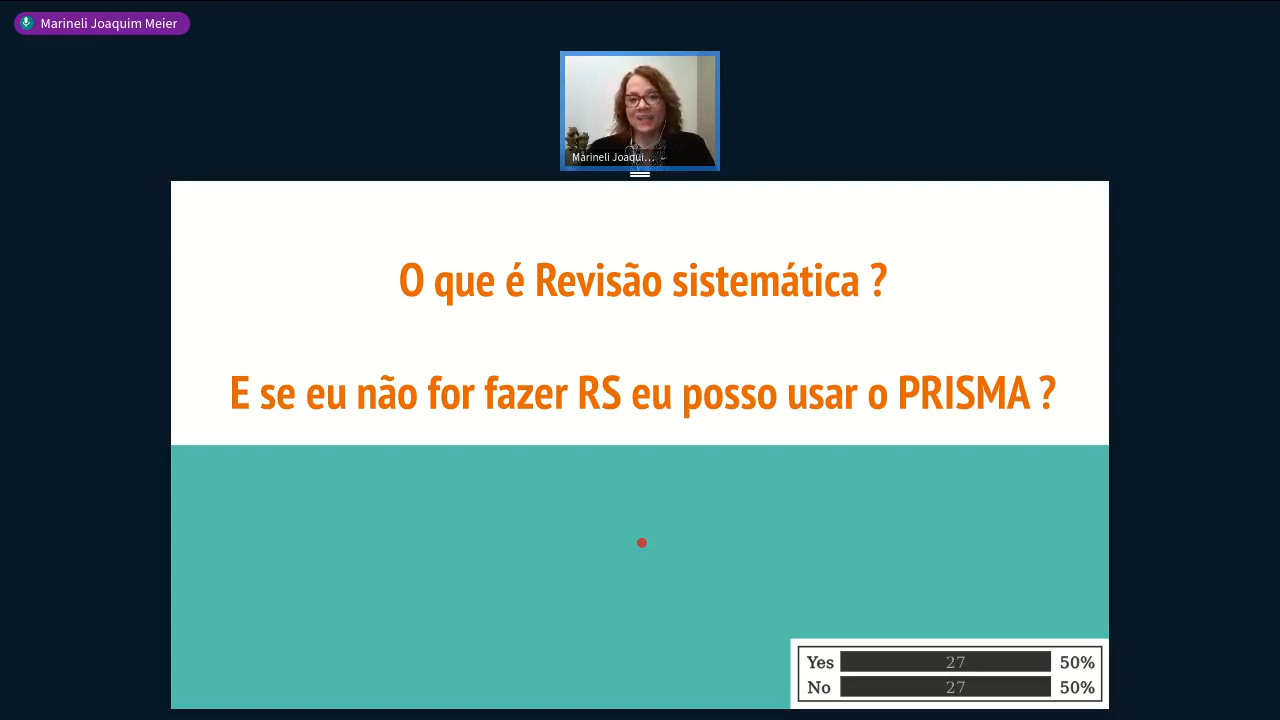 Marineli Joaquim Meier
Marineli Joaqui...
O que é Revisão sistemática ?
E se eu não for fazer RS eu posso usar o PRISMA ?
Yes 27 50%
No 27 50%